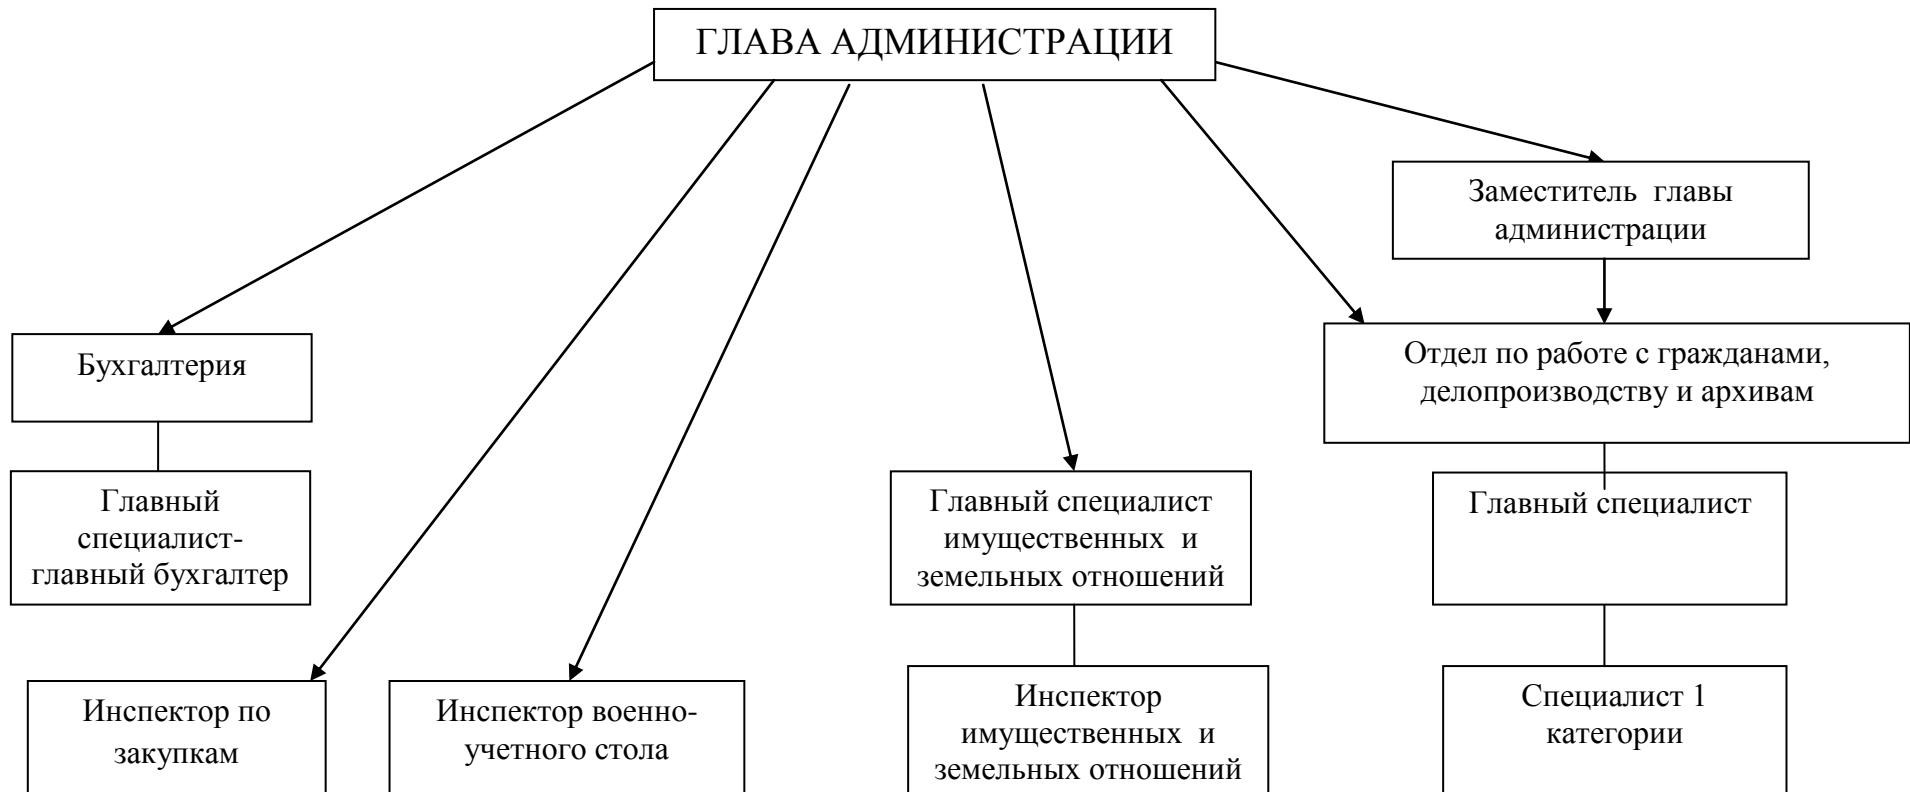 ГЛАВА АДМИНИСТРАЦИИ
Заместитель главы
администрации
Бухгалтерия
Отдел по работе с гражданами,
делопроизводству и архивам
Главный
специалист-
главный бухгалтер
Главный специалист
имущественных и
земельных отношений
Главный специалист
Инспектор по
закупкам
Инспектор военно-
учетного стола
Инспектор
имущественных и
земельных отношений
Специалист 1
категории